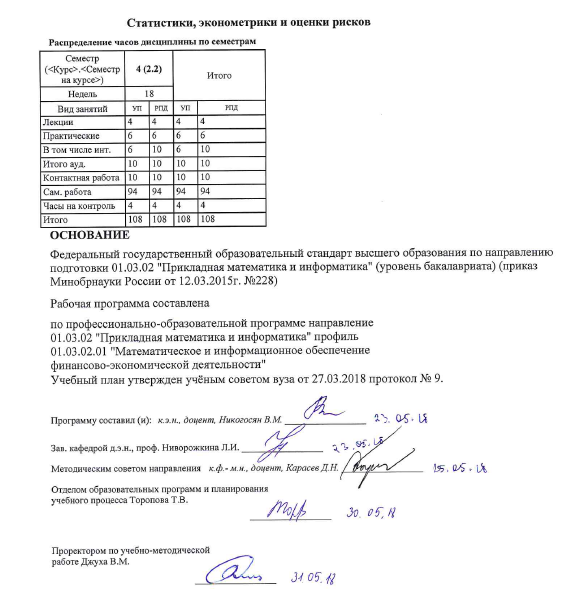 Статистики, эконометрики и оценки рисков
Распределение часов дисциплины по семестрам
Семестр
(<Курс>.<Семестр
на курсе>)
4 (2.2)
Итого
Недель 18
Вид занятий УП РПД УП РПД
Лекции 4 4 4 4
Практические 6 6 6 6
В том числе инт. 6 10 6 10
Итого ауд. 10 10 10 10
Контактная работа 10 10 10 10
Сам. работа 94 94 94 94
Часы на контроль 4 4 4 4
Итого 108 108 108 108
ОСНОВАНИЕ
Федеральный государственный образовательный стандарт высшего образования по направлению
подготовки 01.03.02 "Прикладная математика и информатика" (уровень бакалавриата) (приказ
Минобрнауки России от 12.03.2015г. №228)
Рабочая программа составлена
по профессионально-образовательной программе направление
01.03.02 "Прикладная математика и информатика" профиль
01.03.02.01 "Математическое и информационное обеспечение
финансово-экономической деятельности"
Учебный план утвержден учёным советом вуза от 27.03.2018 протокол № 9.
Программу составил (и): к.э.н., доцент, Никогосян В.М. 23.05.18
Зав. кафедрой д.э.н., проф. Ниворожкина Л.И. 23.05.18
Методическим советом направления к.ф.- м.н., доцент, Карасев Д.Н. 25.05.18
Отделом образовательных программ и планирования
учебного процесса Торопова Т.В.
30.05.18
Проректором по учебно-методической
работе Джуха В.М.
31.05.18